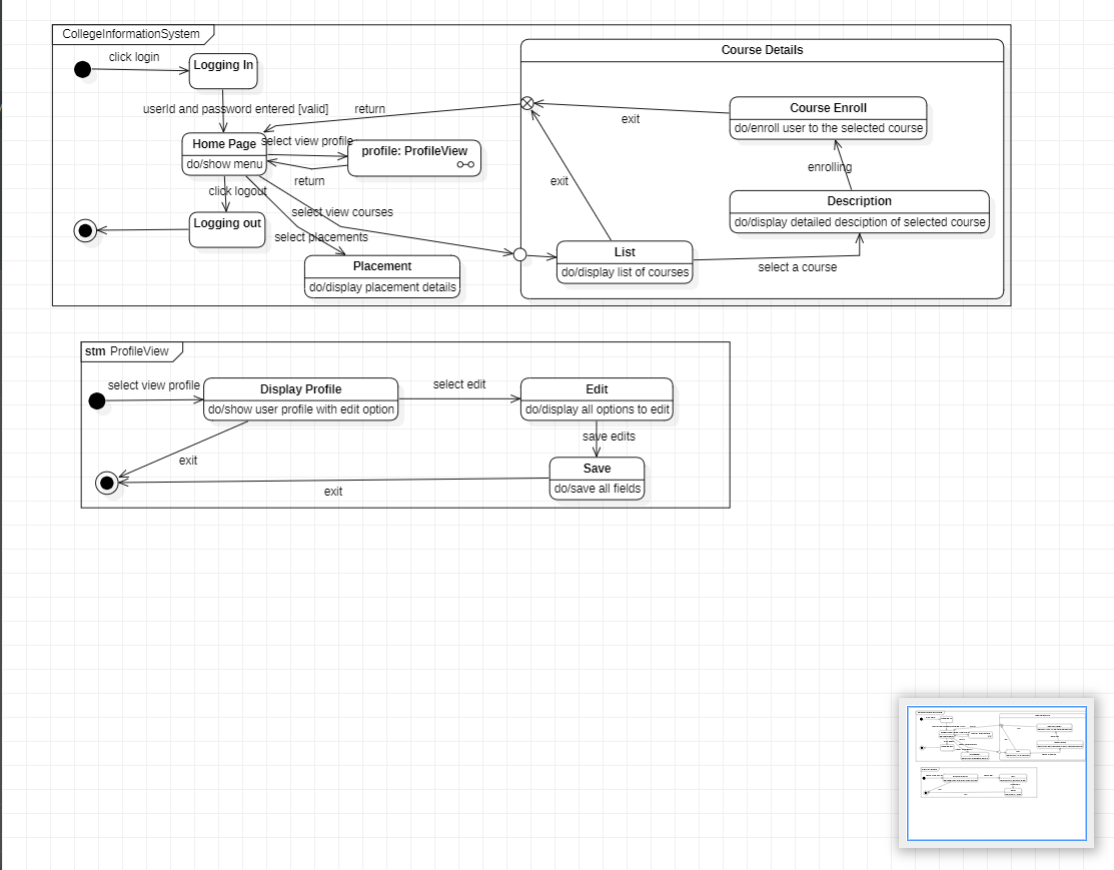 CollegeInformationSystem
click login
Logging In
userId and password entered [valid]
return
Home Page
do/show menu
select view profile
profile: ProfileView
return
click logout
Logging out
select view courses
select placements
Placement
do/display placement details
Course Details
Course Enroll
do/enroll user to the selected course
exit
enrolling
exit
Description
do/display detailed desciption of selected course
List
do/display list of courses
select a course
stm ProfileView
select view profile
Display Profile
do/show user profile with edit option
select edit
Edit
do/display all options to edit
save edits
exit
Save
do/save all fields
exit